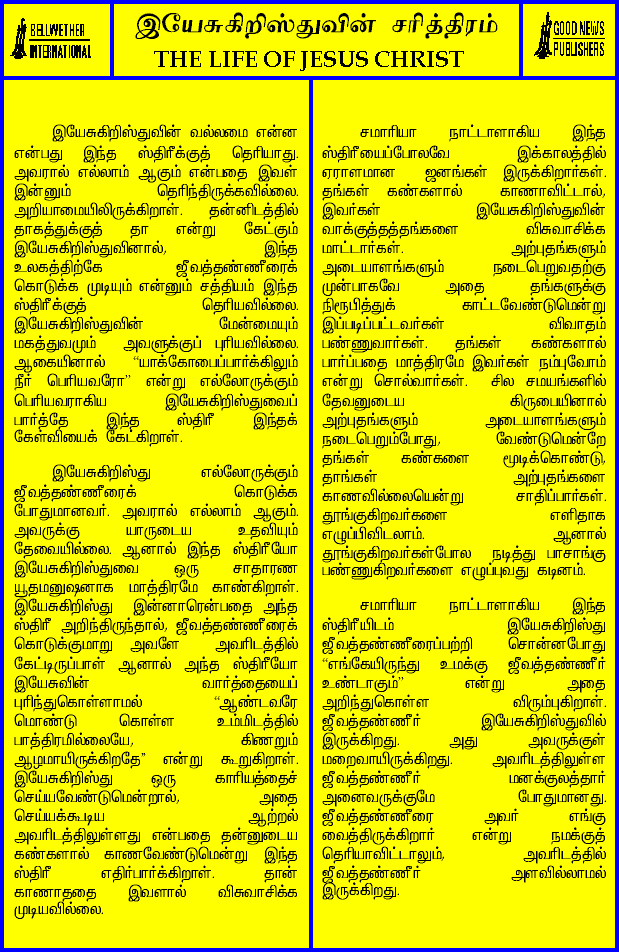 BELLWETHER
INTERNATIONAL
இயேசுகிறிஸ்துவின் சரித்திரம்
THE LIFE OF JESUS CHRIST
GOOD NEWS
PUBLISHERS
இயேசுகிறிஸ்துவின் வல்லமை என்ன
என்பது இந்த ஸ்திரீக்குத் தெரியாது.
அவரால் எல்லாம் ஆகும் என்பதை இவள்
இன்னும் தெரிந்திருக்கவில்லை.
அறியாமையிலிருக்கிறாள். தன்னிடத்தில்
தாகத்துக்குத் தா என்று கேட்கும்
இயேசுகிறிஸ்துவினால், இந்த
உலகத்திற்கே ஜீவத்தண்ணீரைக்
கொடுக்க முடியும் என்னும் சத்தியம் இந்த
ஸ்திரீக்குத் தெரியவில்லை.
இயேசுகிறிஸ்துவின் மேன்மையும்
மகத்துவமும் அவளுக்குப் புரியவில்லை.
ஆகையினால் “யாக்கோபைப்பார்க்கிலும்
நீர் பெரியவரோ” என்று எல்லோருக்கும்
பெரியவராகிய இயேசுகிறிஸ்துவைப்
பார்த்தே இந்த ஸ்திரீ இந்தக்
கேள்வியைக் கேட்கிறாள்.
இயேசுகிறிஸ்து எல்லோருக்கும்
ஜீவத்தண்ணீரைக் கொடுக்க
போதுமானவர். அவரால் எல்லாம் ஆகும்.
அவருக்கு யாருடைய உதவியும்
தேவையில்லை. ஆனால் இந்த ஸ்திரீயோ
இயேசுகிறிஸ்துவை ஒரு சாதாரண
யூதமனுஷனாக மாத்திரமே காண்கிறாள்.
இயேசுகிறிஸ்து இன்னாரென்பதை அந்த
ஸ்திரீ அறிந்திருந்தால், ஜீவத்தண்ணீரைக்
கொடுக்குமாறு அவளே அவரிடத்தில்
கேட்டிருப்பாள் ஆனால் அந்த ஸ்திரீயோ
இயேசுவின் வார்த்தையைப்
புரிந்துகொள்ளாமல் “ஆண்டவரே
மொண்டு கொள்ள உம்மிடத்தில்
பாத்திரமில்லையே, கிணறும்
ஆழமாயிருக்கிறதே” என்று கூறுகிறாள்.
இயேசுகிறிஸ்து ஒரு காரியத்தைச்
செய்யவேண்டுமென்றால், அதை
செய்யக்கூடிய ஆற்றல்
அவரிடத்திலுள்ளது என்பதை தன்னுடைய
கண்களால் காணவேண்டுமென்று இந்த
ஸ்திரீ எதிர்பார்க்கிறாள். தான்
காணாததை இவளால் விசுவாசிக்க
முடியவில்லை.
சமாரியா நாட்டாளாகிய இந்த
ஸ்திரீயைப்போலவே இக்காலத்தில்
ஏராளமான ஜனங்கள் இருக்கிறார்கள்.
தங்கள் கண்களால் காணாவிட்டால்,
இவர்கள் இயேசுகிறிஸ்துவின்
வாக்குத்தத்தங்களை விசுவாசிக்க
மாட்டார்கள். அற்புதங்களும்
அடையாளங்களும் நடைபெறுவதற்கு
முன்பாகவே அதை தங்களுக்கு
நிரூபித்துக் காட்டவேண்டுமென்று
இப்படிப்பட்டவர்கள் விவாதம்
பண்ணுவார்கள். தங்கள் கண்களால்
பார்ப்பதை மாத்திரமே இவர்கள் நம்புவோம்
என்று சொல்வார்கள். சில சமயங்களில்
தேவனுடைய கிருபையினால்
அற்புதங்களும் அடையாளங்களும்
நடைபெறும்போது, வேண்டுமென்றே
தங்கள் கண்களை மூடிக்கொண்டு,
தாங்கள் அற்புதங்களை
காணவில்லையென்று சாதிப்பார்கள்.
தூங்குகிறவர்களை எளிதாக
எழுப்பிவிடலாம். ஆனால்
தூங்குகிறவர்கள்போல நடித்து பாசாங்கு
பண்ணுகிறவர்களை எழுப்புவது கடினம்.
சமாரியா நாட்டாளாகிய இந்த
ஸ்திரீயிடம் இயேசுகிறிஸ்து
ஜீவத்தண்ணீரைப்பற்றி சொன்னபோது
“எங்கேயிருந்து உமக்கு ஜீவத்தண்ணீர்
உண்டாகும்” என்று அதை
அறிந்துகொள்ள விரும்புகிறாள்.
ஜீவத்தண்ணீர் இயேசுகிறிஸ்துவில்
இருக்கிறது. அது அவருக்குள்
மறைவாயிருக்கிறது. அவரிடத்திலுள்ள
ஜீவத்தண்ணீர் மனக்குலத்தார்
அனைவருக்குமே போதுமானது.
ஜீவத்தண்ணீரை அவர் எங்கு
வைத்திருக்கிறார் என்று நமக்குத்
தெரியாவிட்டாலும், அவரிடத்தில்
ஜீவத்தண்ணீர் அளவில்லாமல்
இருக்கிறது.